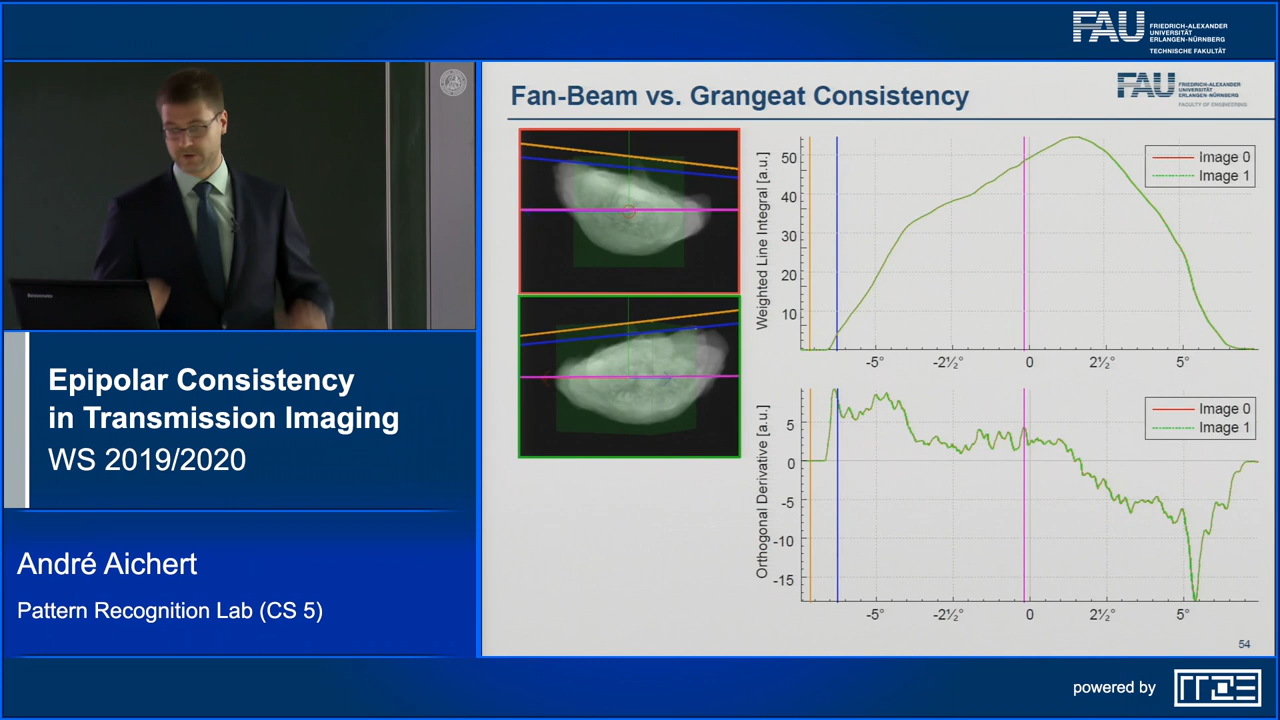 FAU
FRIEDRICH-ALEXANDER
UNIVERSITÄT
ERLANGEN-NÜRNBERG
TECHNISCHE FAKULTÄT
Fan-Beam vs. Grangeat Consistency
FAU
FRIEDRICH-ALEXANDER
UNIVERSITÄT
ERLANGEN-NÜRNBERG
FACULTY OF ENGINEERING
Weighted Line Integral [a.u.]
50
40
30
20
10
-5°
-2½°
0
2½°
5°
Image 0
Image 1
Orthogonal Derivative [a.u.]
5
0
-5
-10
-15
-5°
-2½°
0
2½°
5°
Image 0
Image 1
54
lenovo
Epipolar Consistency
in Transmission Imaging
WS 2019/2020
André Aichert
Pattern Recognition Lab (CS 5)
powered by
RRZE